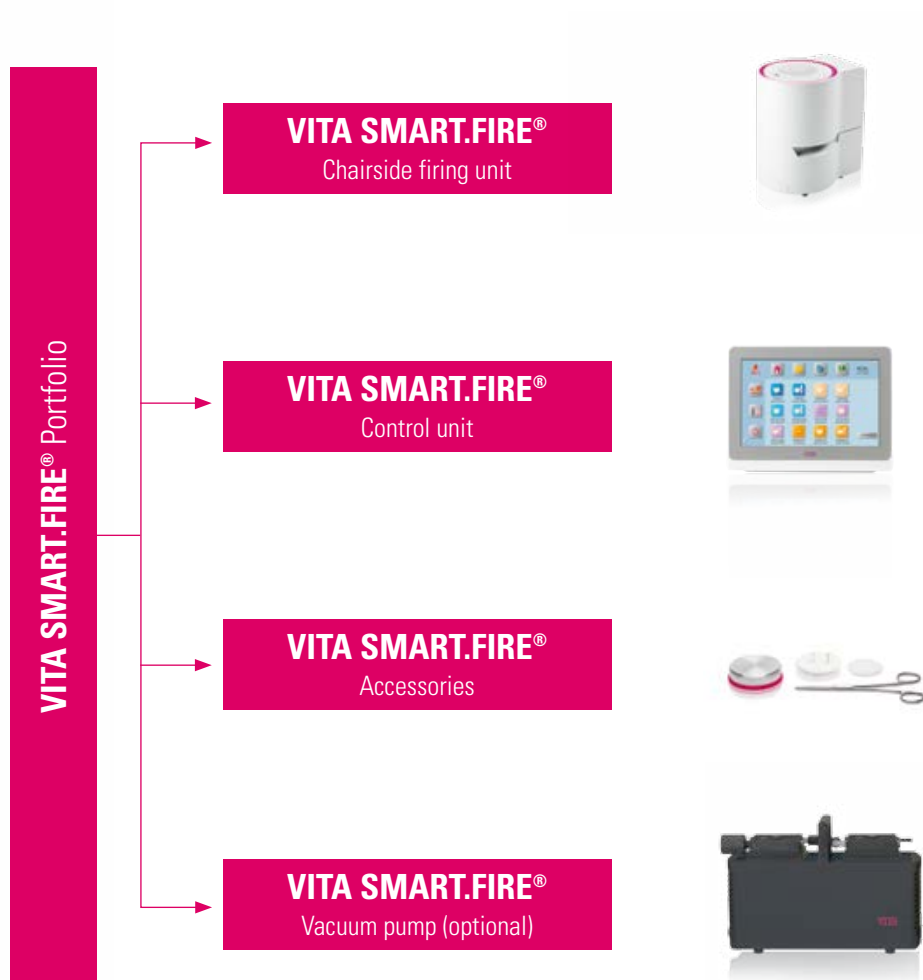 VITA SMART.FIRE® Portfolio
VITA SMART.FIRE®
Chairside firing unit
VITA SMART.FIRE®
Control unit
VITA SMART.FIRE®
Accessories
VITA SMART.FIRE®
Vacuum pump (optional)
VITA